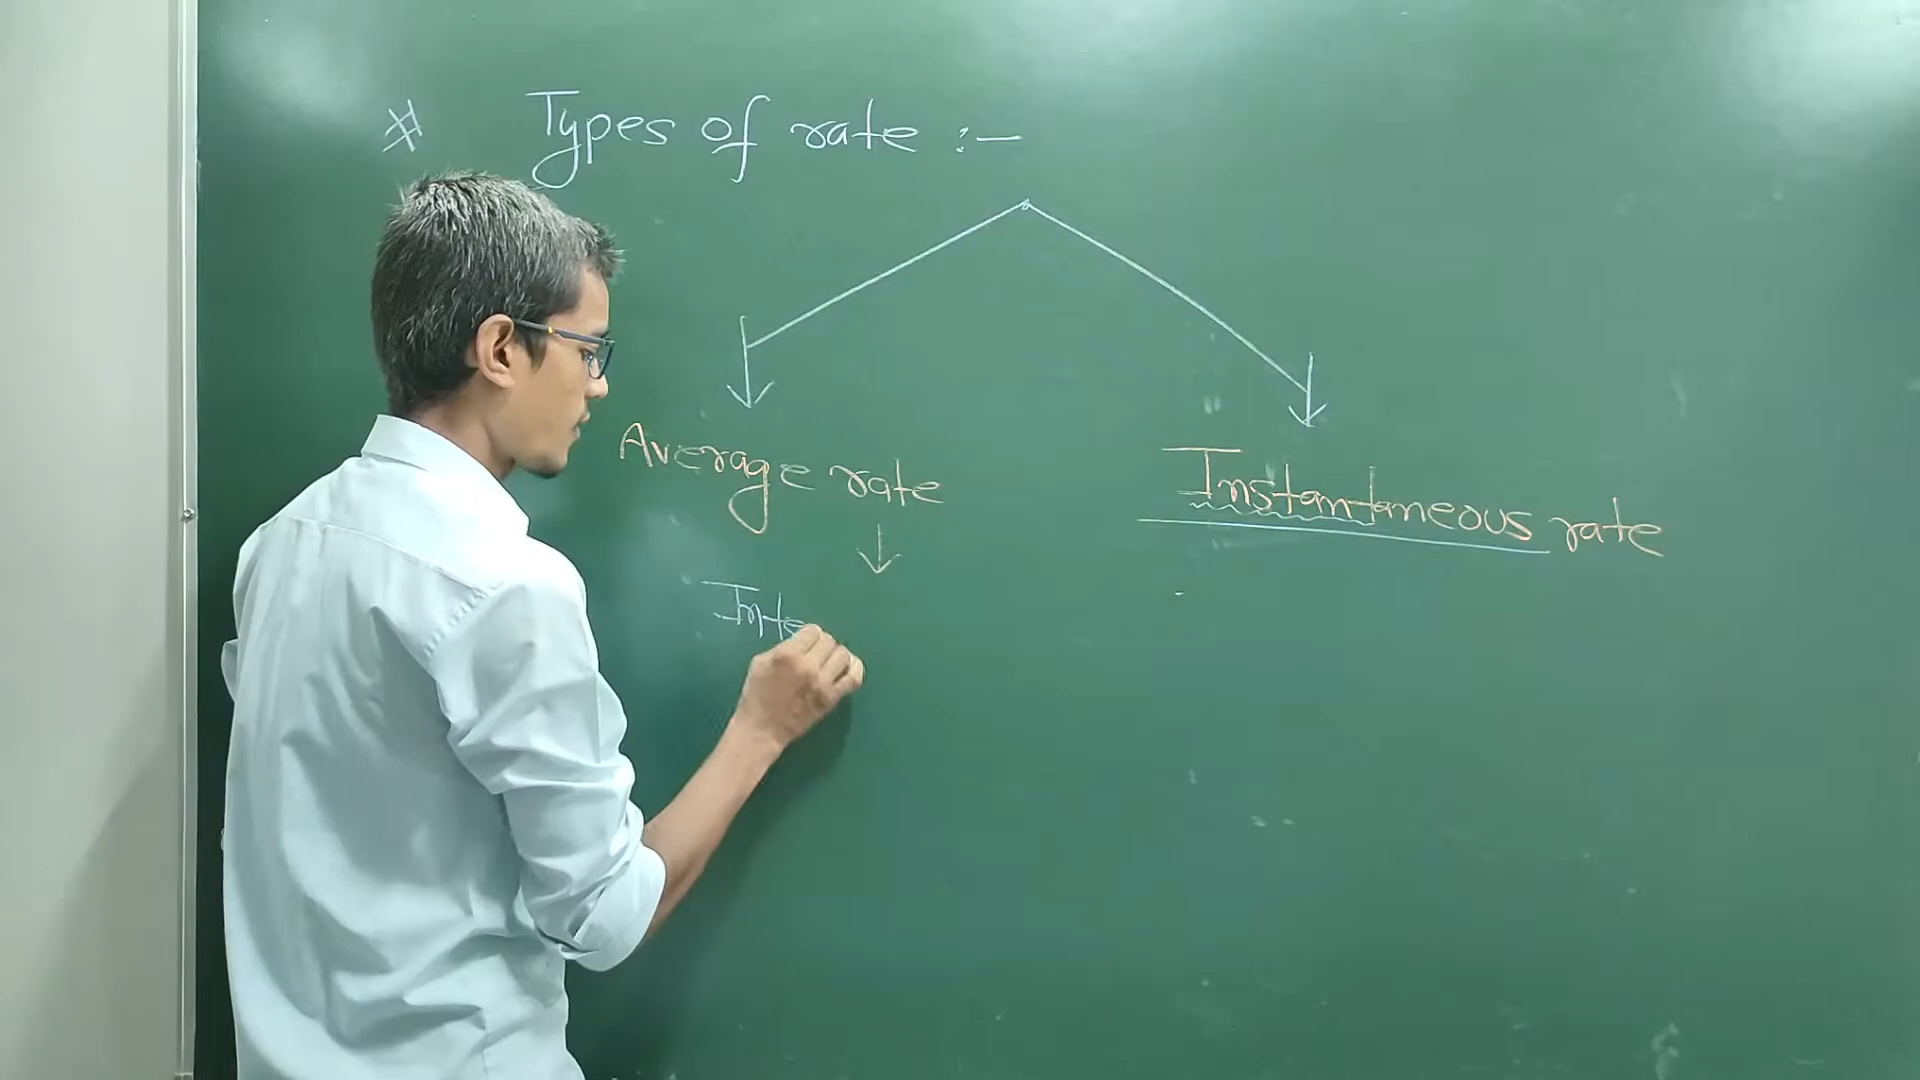 * Types of rate :-
Average rate
Instantaneous rate
Inte